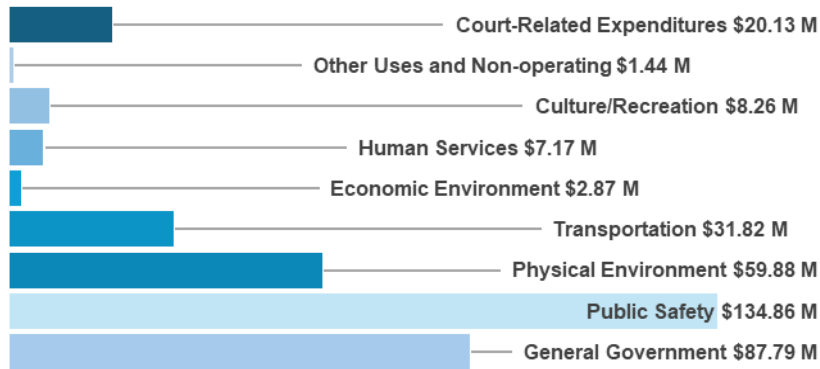 Court-Related Expenditures $20.13 M
Other Uses and Non-operating $1.44 M
Culture/Recreation $8.26 M
Human Services $7.17 M
Economic Environment $2.87 M
Transportation $31.82 M
Physical Environment $59.88 M
Public Safety $134.86 M
General Government $87.79 M